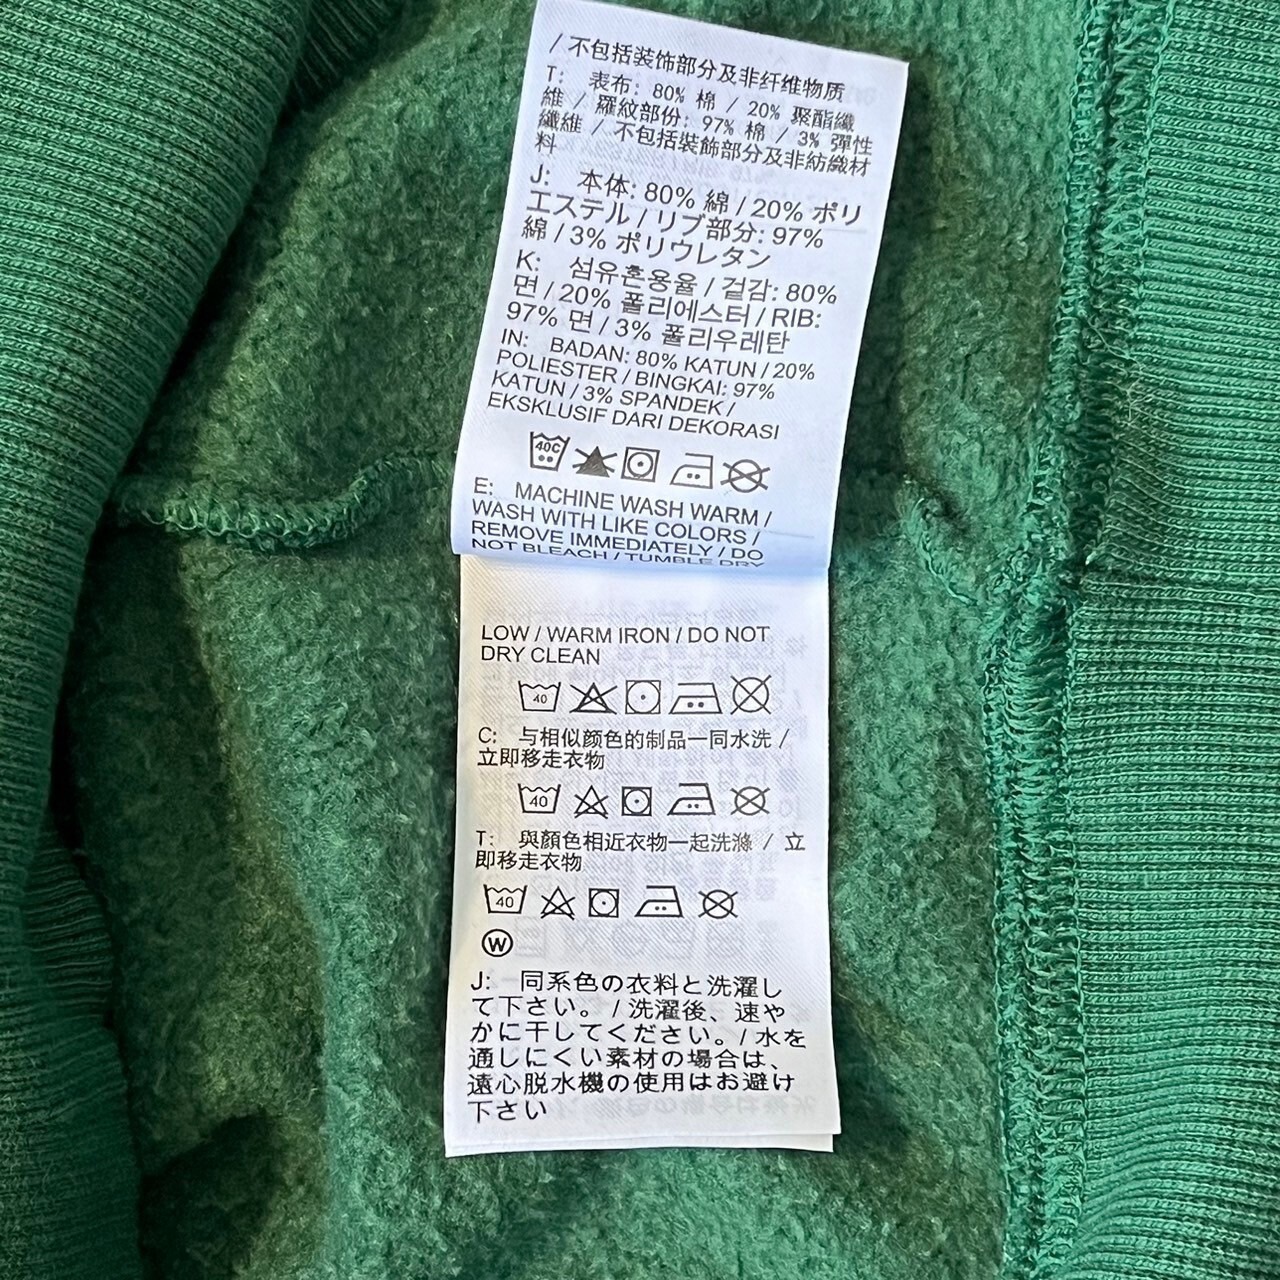 / 不包括装饰部分及非纤维物质
T: 表布: 80% 棉 / 20% 聚酯纖
維 / 羅紋部份: 97% 棉 / 3% 彈性
纖維 / 不包括裝飾部分及非紡織材
料
J: 本体: 80% 綿 / 20% ポリ
エステル / リブ部分: 97%
綿 / 3% ポリウレタン
K: 섬유혼용율 / 겉감: 80%
면 / 20% 폴리에스터 / RIB:
97% 면 / 3% 폴리우레탄
IN: BADAN: 80% KATUN / 20%
POLIESTER / BINGKAI: 97%
KATUN / 3% SPANDEK /
EKSKLUSIF DARI DEKORASI
40C
E: MACHINE WASH WARM /
WASH WITH LIKE COLORS /
REMOVE IMMEDIATELY / DO
NOT BLEACH / TUMBLE DRY
LOW / WARM IRON / DO NOT
DRY CLEAN
40
C: 与相似颜色的制品一同水洗 /
立即移走衣物
40
T: 與顏色相近衣物一起洗滌 / 立
即移走衣物
40
W
J: 同系色の衣料と洗濯し
て下さい。/ 洗濯後、速や
かに干してください。/ 水を
通しにくい素材の場合は、
遠心脱水機の使用はお避け
下さい